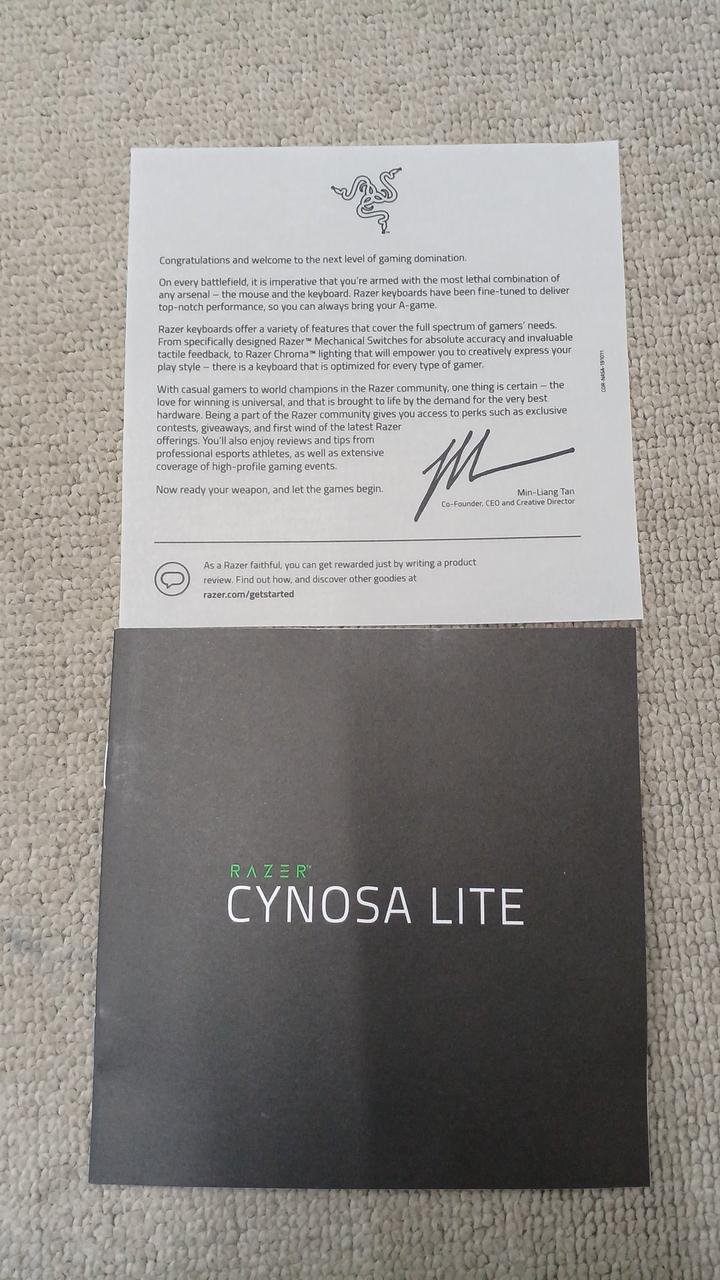 Congratulations and welcome to the next level of gaming domination.
On every battlefield, it is imperative that you're armed with the most lethal combination of
any arsenal – the mouse and the keyboard. Razer keyboards have been fine-tuned to deliver
top-notch performance, so you can always bring your A-game.
Razer keyboards offer a variety of features that cover the full spectrum of gamers' needs.
From specifically designed Razer™ Mechanical Switches for absolute accuracy and invaluable
tactile feedback, to Razer Chroma™ lighting that will empower you to creatively express your
play style – there is a keyboard that is optimized for every type of gamer.
With casual gamers to world champions in the Razer community, one thing is certain – the
love for winning is universal, and that is brought to life by the demand for the very best
hardware. Being a part of the Razer community gives you access to perks such as exclusive
contests, giveaways, and first wind of the latest Razer
offerings. You'll also enjoy reviews and tips from
professional esports athletes, as well as extensive
coverage of high-profile gaming events.
Now ready your weapon, and let the games begin.
Min-Liang Tan
Co-Founder, CEO and Creative Director
As a Razer faithful, you can get rewarded just by writing a product
review. Find out how, and discover other goodies at
razer.com/getstarted
RAZER™
CYNOSA LITE